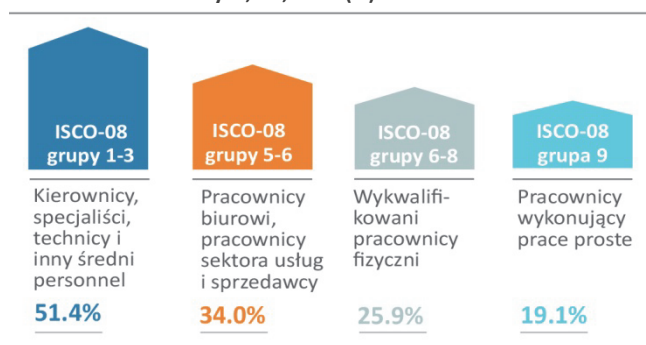 ISCO-08
grupy 1-3
ISCO-08
grupy 5-6
ISCO-08
grupy 6-8
ISCO-08
grupa 9
Kierownicy,
specjaliści,
technicy i
inny średni
personnel
51.4%
Pracownicy
biurowi,
pracownicy
sektora usług
i sprzedawcy
34.0%
Wykwalifi-
kowani
pracownicy
fizyczni
25.9%
Pracownicy
wykonujący
prace proste
19.1%